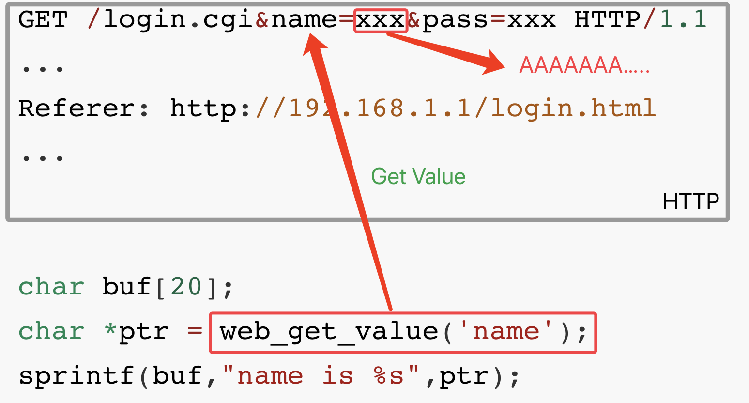 GET /login.cgi&name=xxx&pass=xxx HTTP/1.1
...
AAAAAAA.....
Referer: http://192.168.1.1/login.html
...
Get Value
HTTP
char buf[20];
char *ptr = web_get_value('name');
sprintf(buf,"name is %s",ptr);